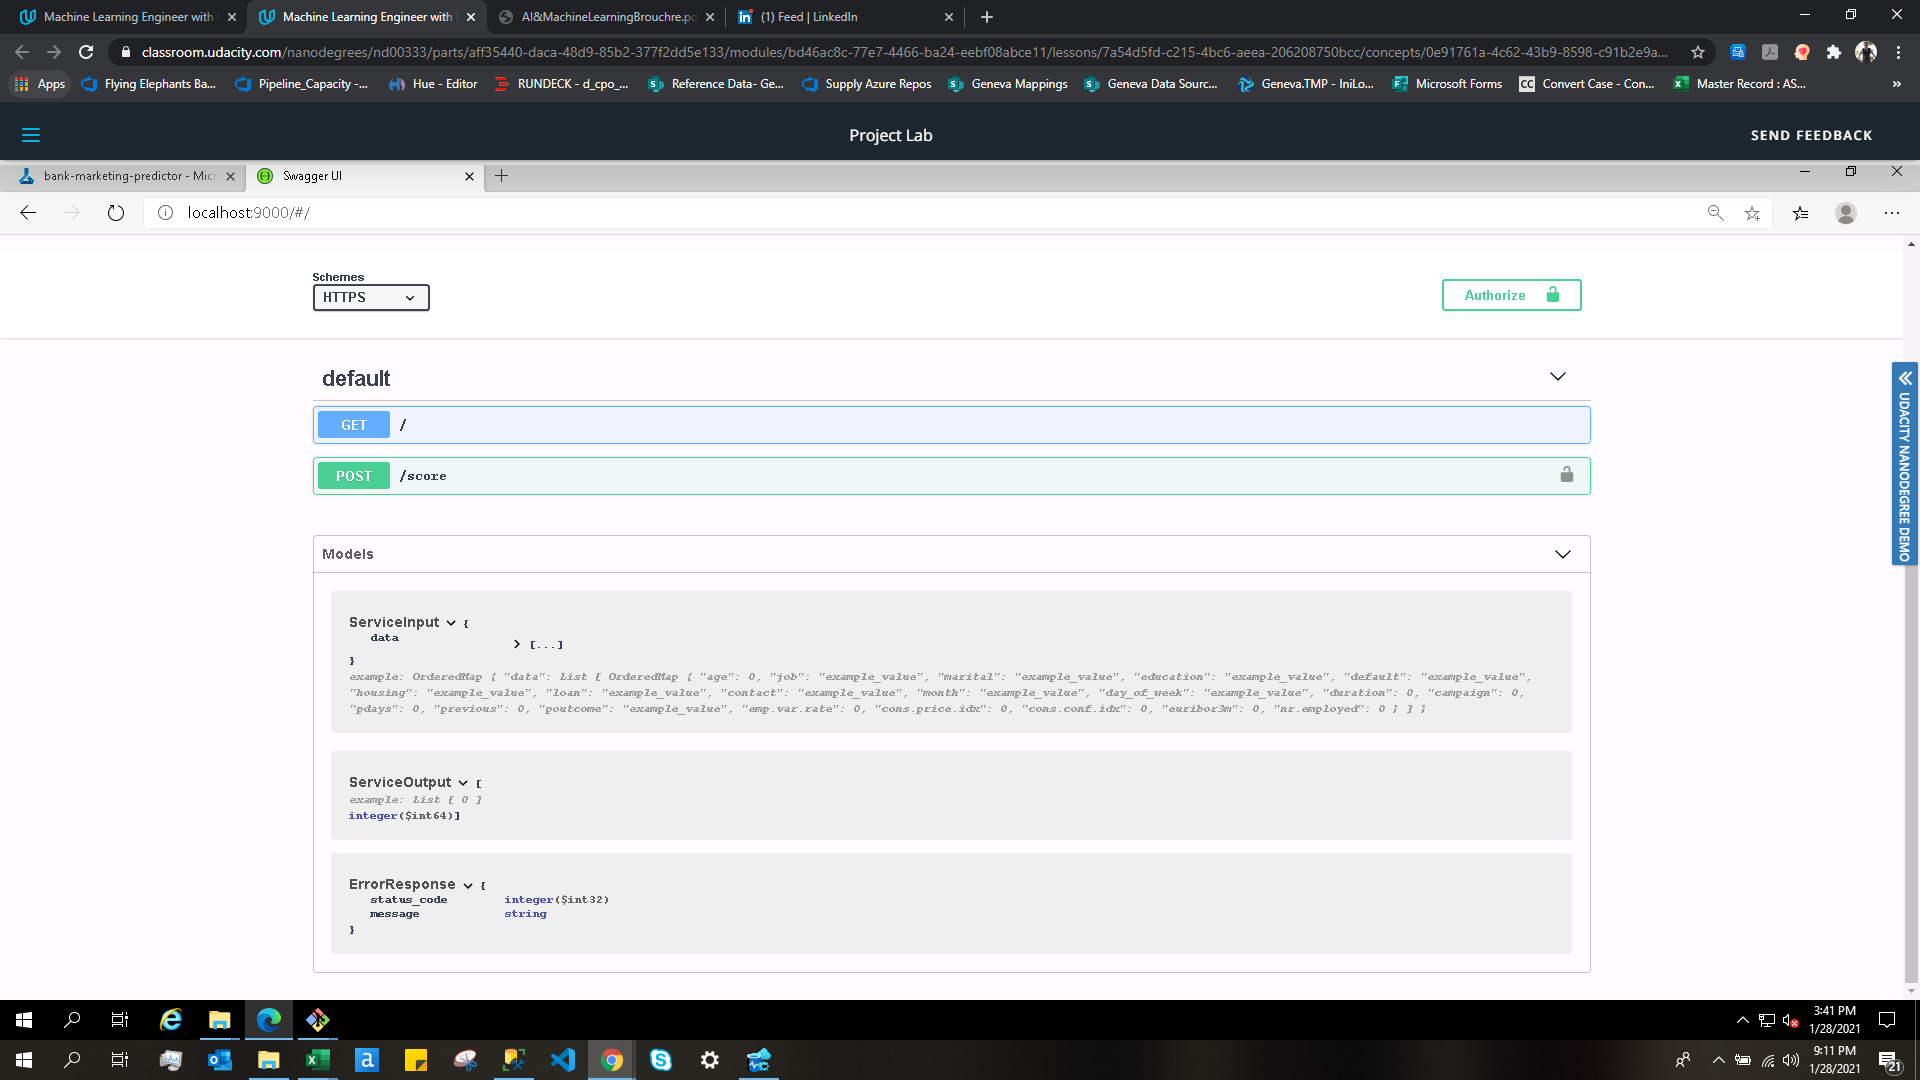 Machine Learning Engineer with
Machine Learning Engineer with
AI&MachineLearningBrouchre.pd
(1) Feed | LinkedIn
classroom.udacity.com/nanodegrees/nd00333/parts/aff35440-daca-48d9-85b2-377f2dd5e133/modules/bd46ac8c-77e7-4466-ba24-eebf08abce11/lessons/7a54d5fd-c215-4bc6-aeea-206208750bcc/concepts/0e91761a-4c62-43b9-8598-c91b2e9a...
Apps
Flying Elephants Ba...
Pipeline_Capacity -...
Hue - Editor
RUNDECK - d_cpo_...
Reference Data- Ge...
Supply Azure Repos
Geneva Mappings
Geneva Data Sourc...
Geneva.TMP - IniLo...
Microsoft Forms
CC Convert Case - Con...
Master Record : AS...
»
Project Lab
SEND FEEDBACK
bank-marketing-predictor - Micr
Swagger UI
localhost:9000/#/
Schemes
HTTPS
Authorize
default
GET /
POST /score
UDACITY NANODEGREE DEMO
Models
ServiceInput {
data [...]
}
example: OrderedMap { "data": List [ OrderedMap { "age": 0, "job": "example_value", "marital": "example_value", "education": "example_value", "default": "example_value",
"housing": "example_value", "loan": "example_value", "contact": "example_value", "month": "example_value", "day_of_week": "example_value", "duration": 0, "campaign": 0,
"pdays": 0, "previous": 0, "poutcome": "example_value", "emp.var.rate": 0, "cons.price.idx": 0, "cons.conf.idx": 0, "euribor3m": 0, "nr.employed": 0 } ] }
ServiceOutput [
example: List [ 0 ]
integer($int64)]
ErrorResponse {
status_code integer($int32)
message string
}
3:41 PM
1/28/2021
9:11 PM
1/28/2021
21